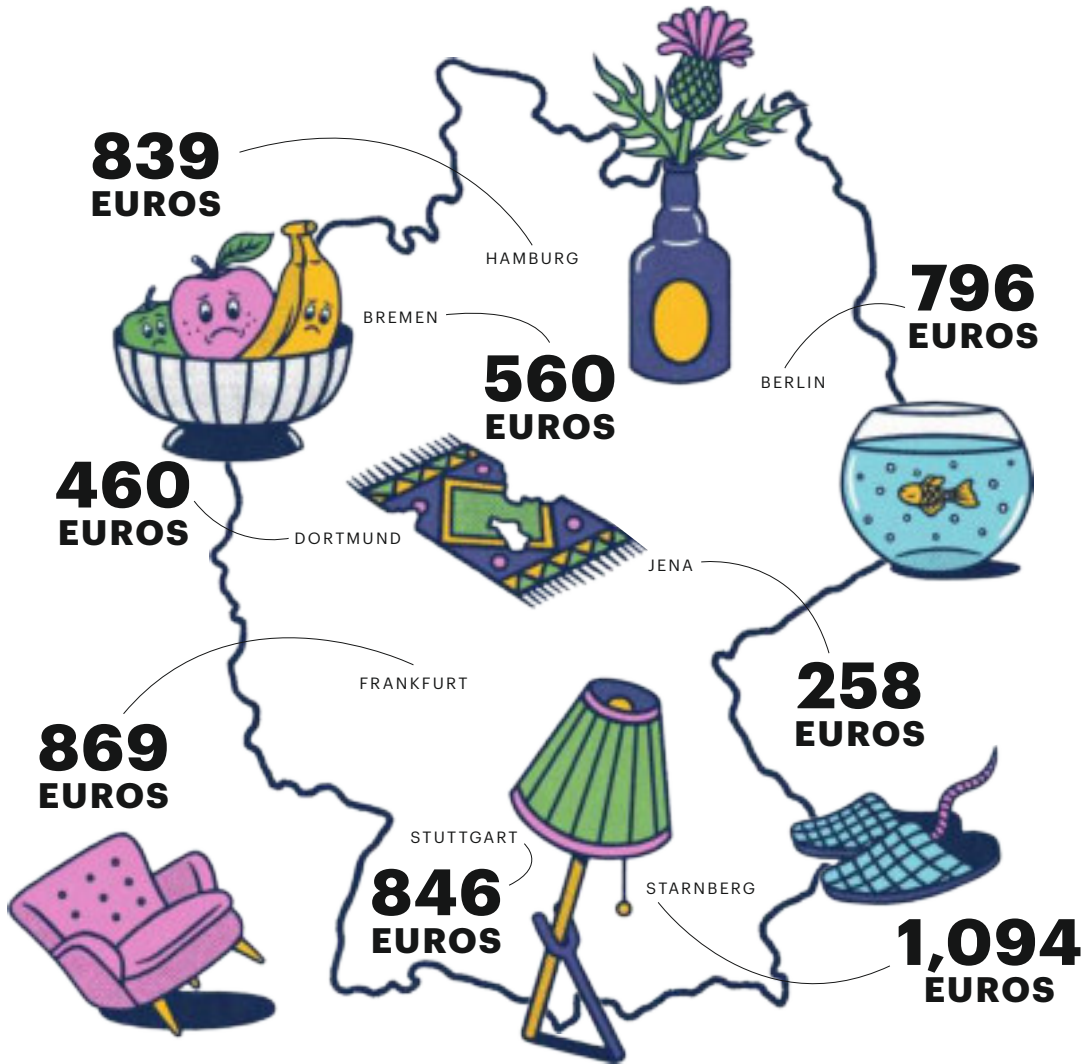 839
EUROS
HAMBURG
796
EUROS
BREMEN
560
EUROS
BERLIN
460
EUROS
DORTMUND
JENA
258
EUROS
FRANKFURT
869
EUROS
STUTTGART
846
EUROS
STARNBERG
1,094
EUROS